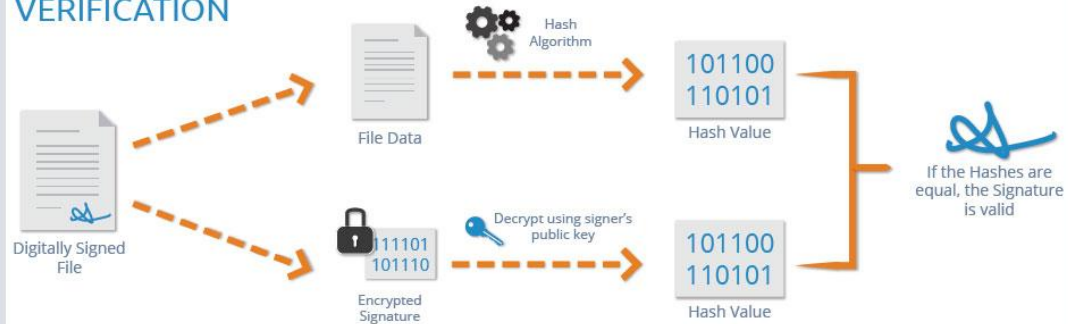 VERIFICATION
Hash
Algorithm
101100
110101
File Data
Hash Value
Digitally Signed
File
If the Hashes are
equal, the Signature
is valid
Decrypt using signer's
public key
111101
101110
101100
110101
Encrypted
Signature
Hash Value